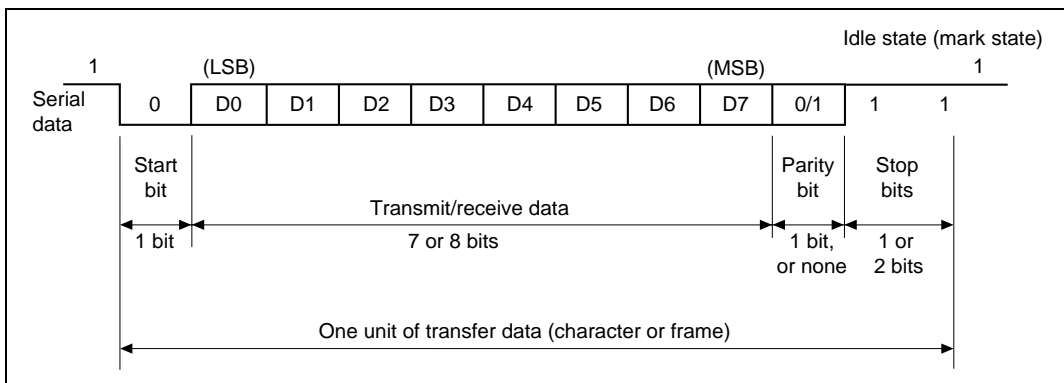 Idle state (mark state)
1 (LSB) (MSB) 1
Serial
data
0 D0 D1 D2 D3 D4 D5 D6 D7 0/1 1 1
Start
bit
Parity
bit
Stop
bits
Transmit/receive data
1 bit
7 or 8 bits
1 bit,
or none
1 or
2 bits
One unit of transfer data (character or frame)